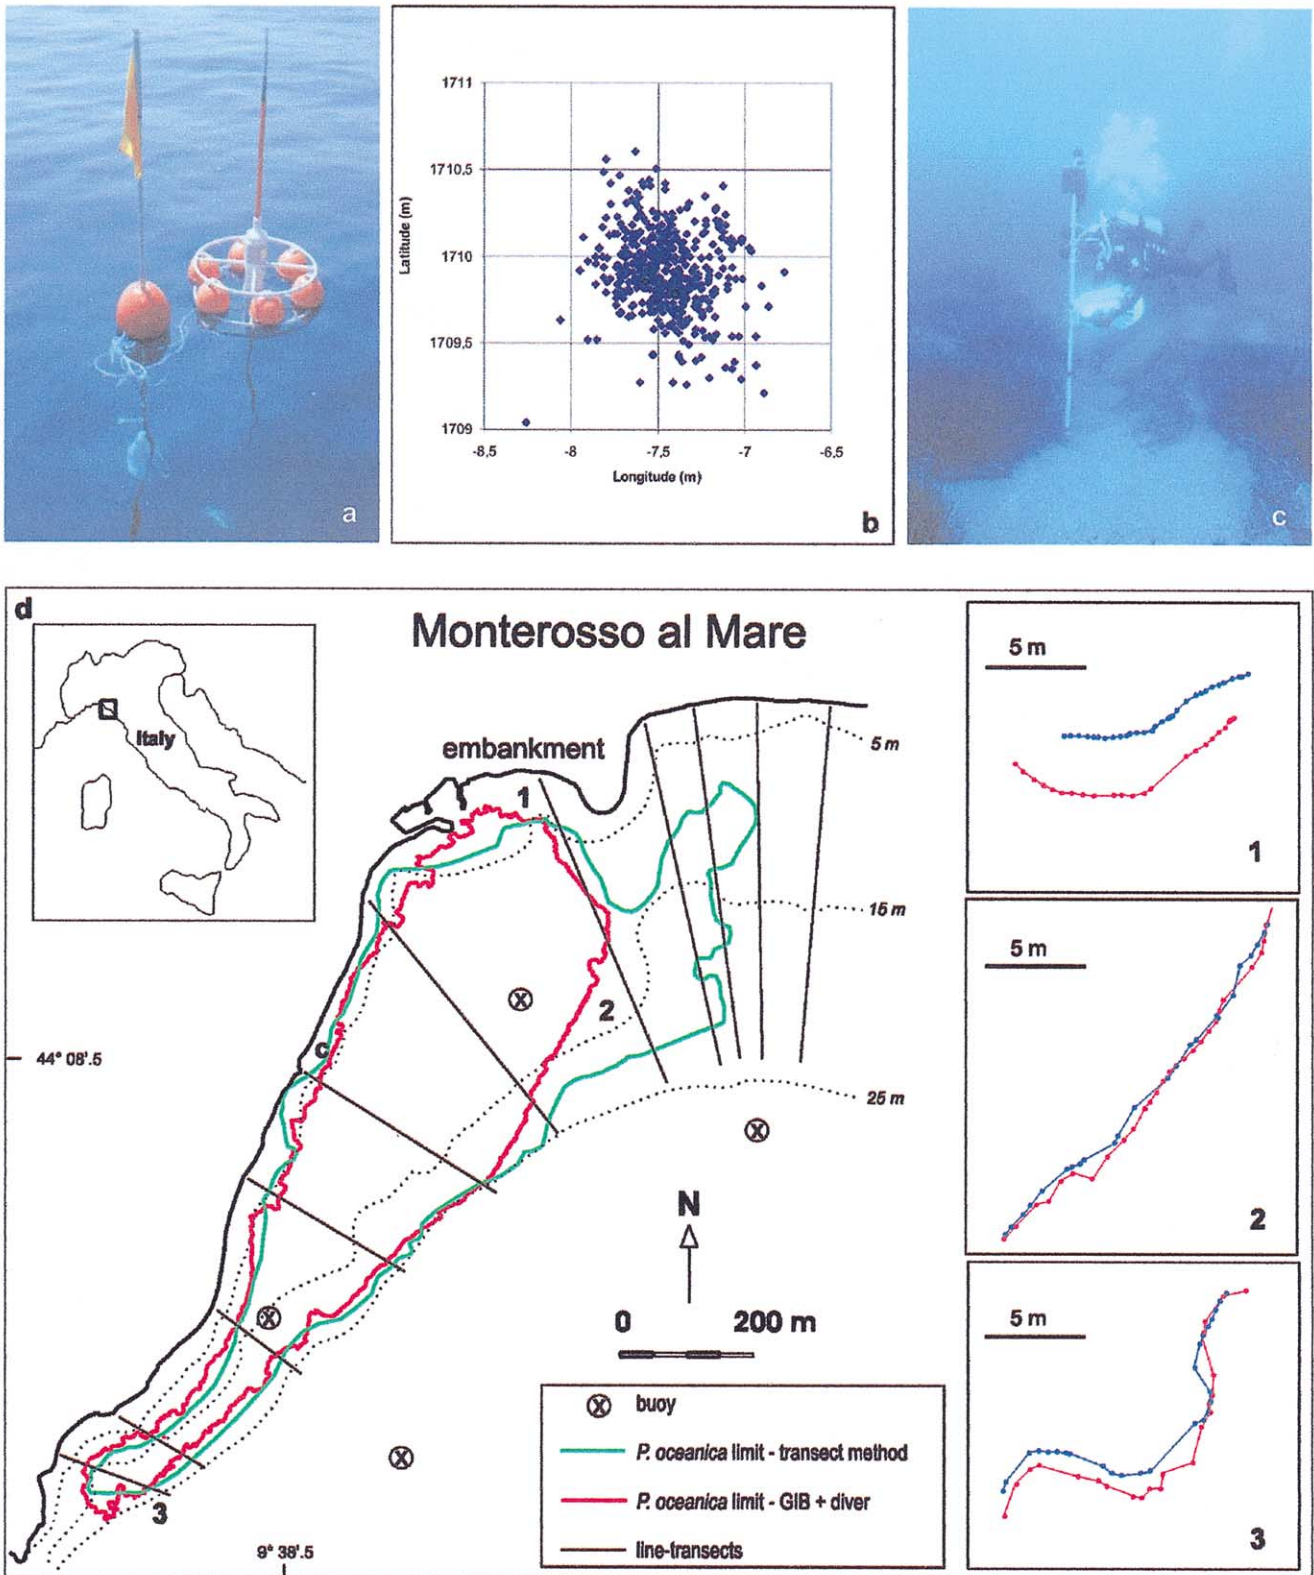 a
1711
1710,5
1710
1709,5
1709
Latitude (m)
-8,5 -8 -7,5 -7 -6,5
Longitude (m)
b
c
d
Monterosso al Mare
Italy
embankment
1
5 m
15 m
2
c
44° 08'.5
25 m
N
0 200 m
3
9° 38'.5
buoy
P. oceanica limit - transect method
P. oceanica limit - GIB + diver
line-transects
5 m
1
5 m
2
5 m
3